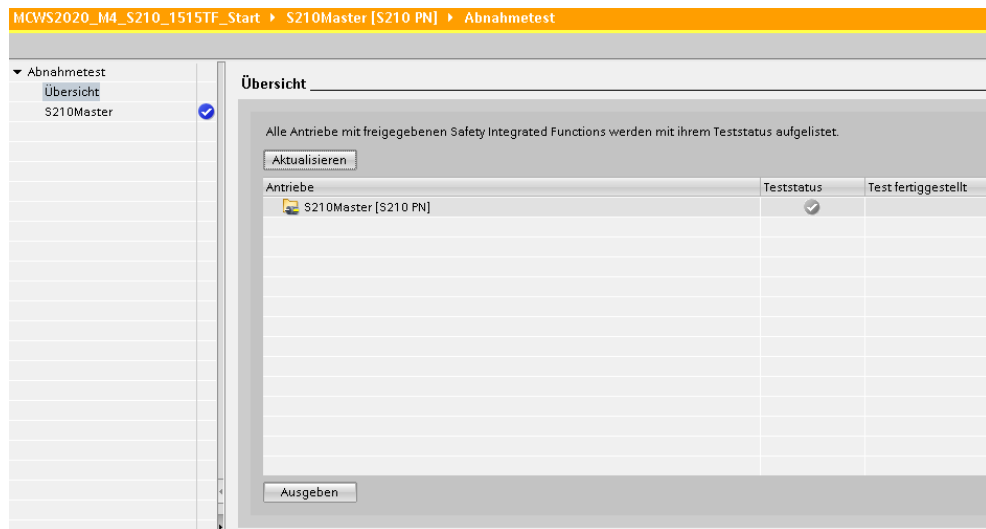 MCWS2020_M4_S210_1515TF_Start ▸ S210Master [S210 PN] ▸ Abnahmetest
Abnahmetest
Übersicht
S210Master
Übersicht
Alle Antriebe mit freigegebenen Safety Integrated Functions werden mit ihrem Teststatus aufgelistet.
Aktualisieren
Antriebe Teststatus Test fertiggestellt
S210Master [S210 PN]
Ausgeben